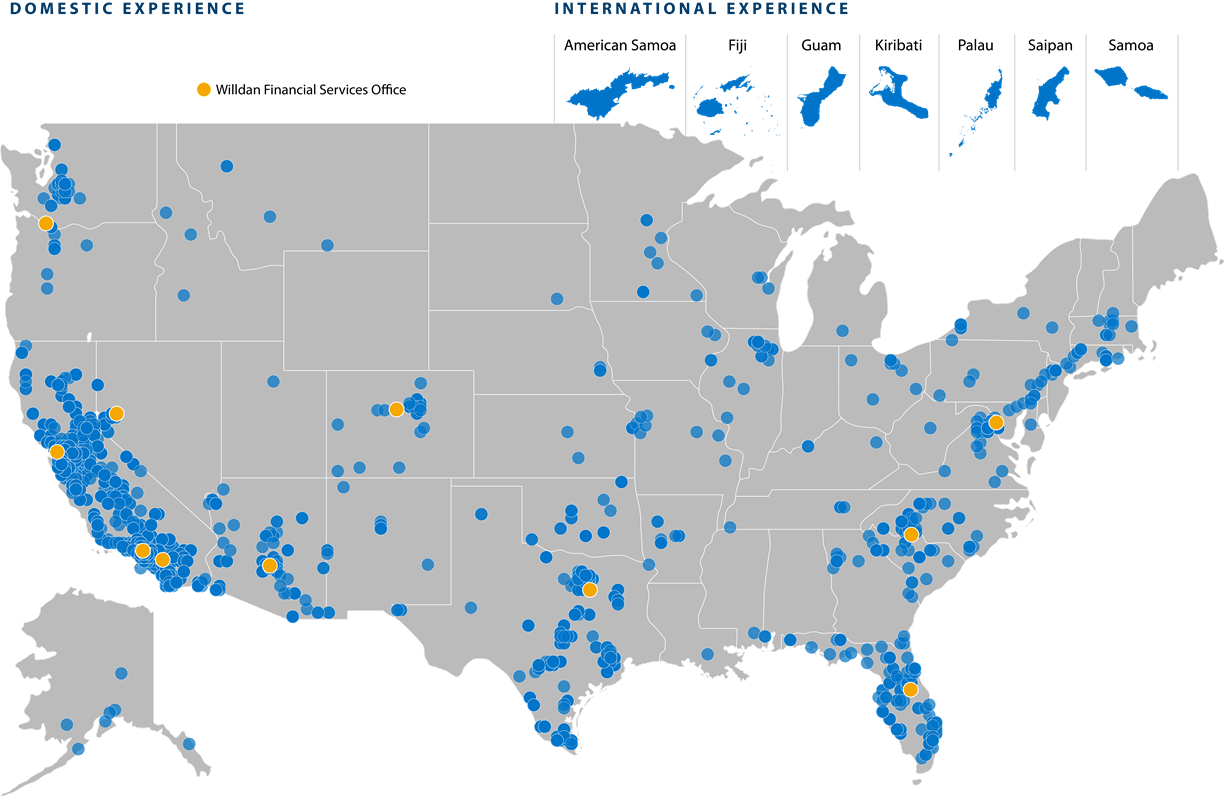 DOMESTIC EXPERIENCE
INTERNATIONAL EXPERIENCE
American Samoa
Fiji
Guam
Kiribati
Palau
Saipan
Samoa
Willdan Financial Services Office